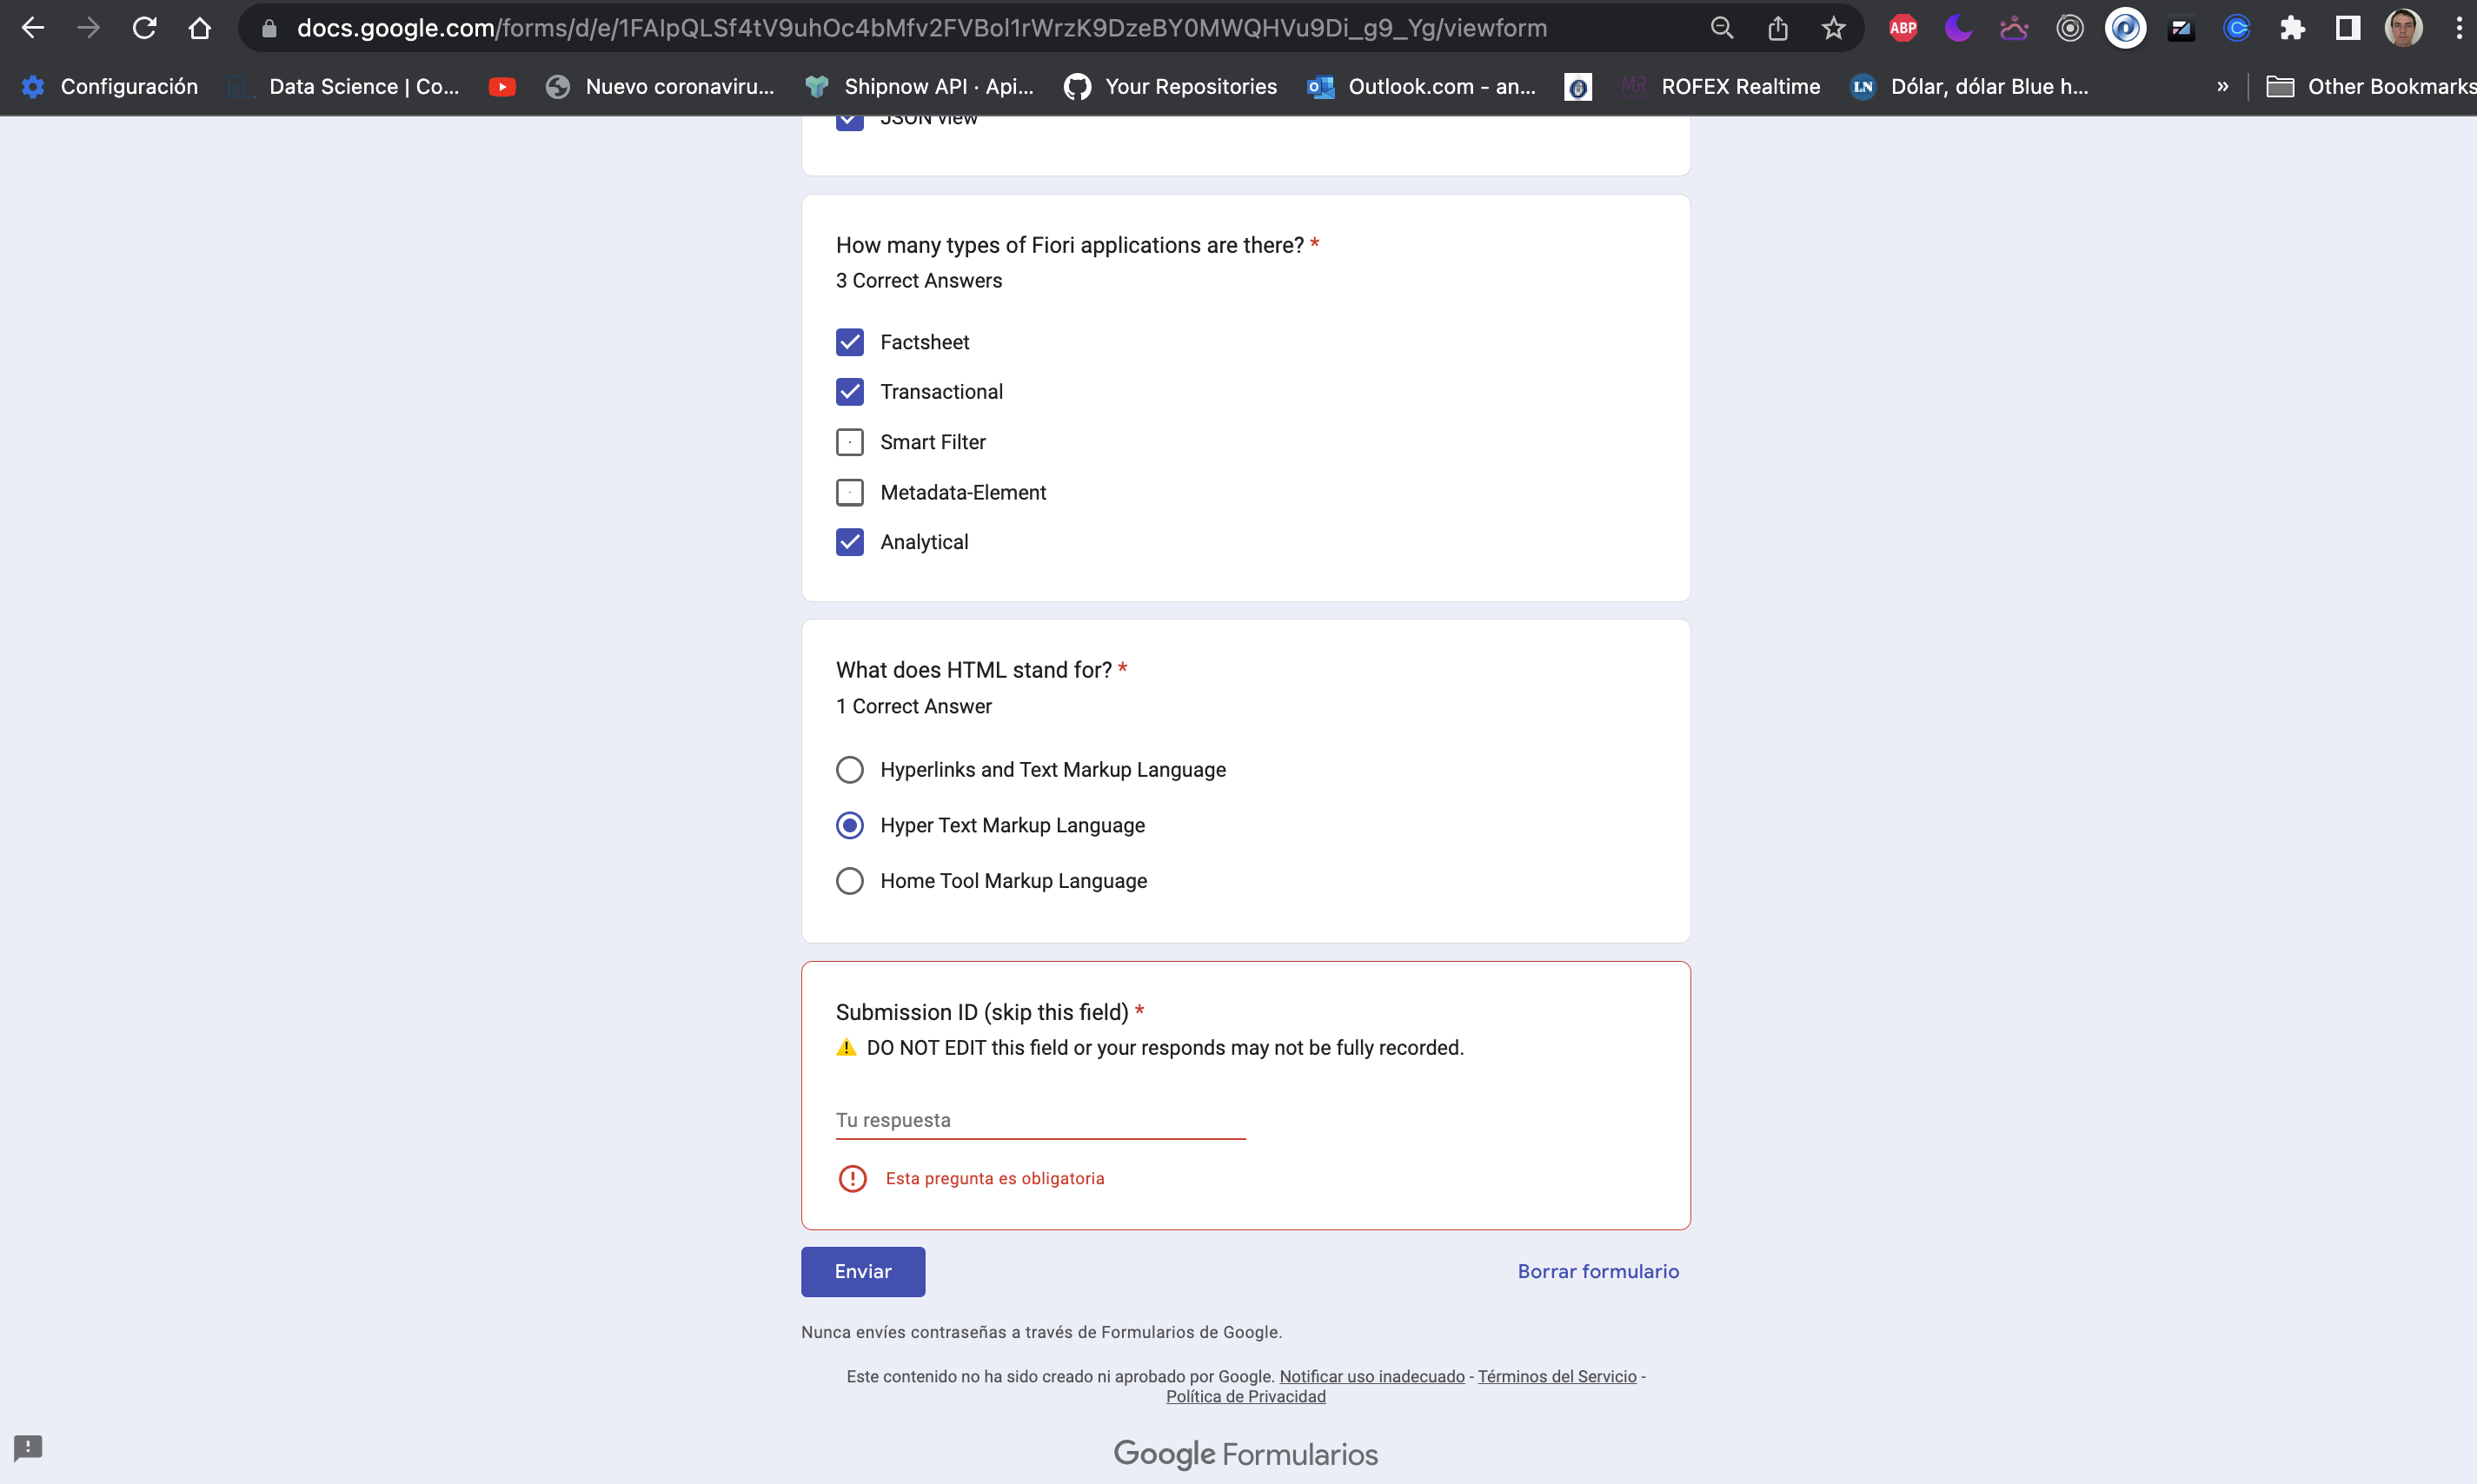 docs.google.com/forms/d/e/1FAIpQLSf4tV9uhOc4bMfv2FVBol1rWrzK9DzeBY0MWQHVu9Di_g9_Yg/viewform
ABP
Configuración
Data Science | Co...
Nuevo coronaviru...
Shipnow API · Api...
Your Repositories
Outlook.com - an...
MtR
ROFEX Realtime
LN
Dólar, dólar Blue h...
»
Other Bookmarks
JSON view
How many types of Fiori applications are there? *
3 Correct Answers
Factsheet
Transactional
Smart Filter
Metadata-Element
Analytical
What does HTML stand for? *
1 Correct Answer
Hyperlinks and Text Markup Language
Hyper Text Markup Language
Home Tool Markup Language
Submission ID (skip this field) *
⚠ DO NOT EDIT this field or your responds may not be fully recorded.
Tu respuesta
Esta pregunta es obligatoria
Enviar
Borrar formulario
Nunca envíes contraseñas a través de Formularios de Google.
Este contenido no ha sido creado ni aprobado por Google. Notificar uso inadecuado - Términos del Servicio -
Política de Privacidad
Google Formularios